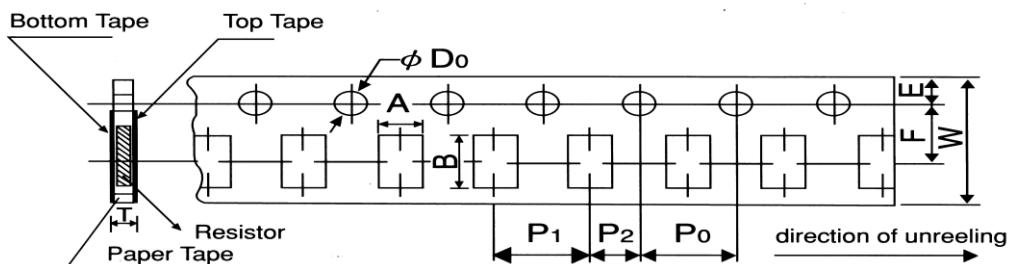 Bottom Tape
Top Tape
φ D0
A
B
E
F
W
T
Resistor
Paper Tape
P1
P2
P0
direction of unreeling